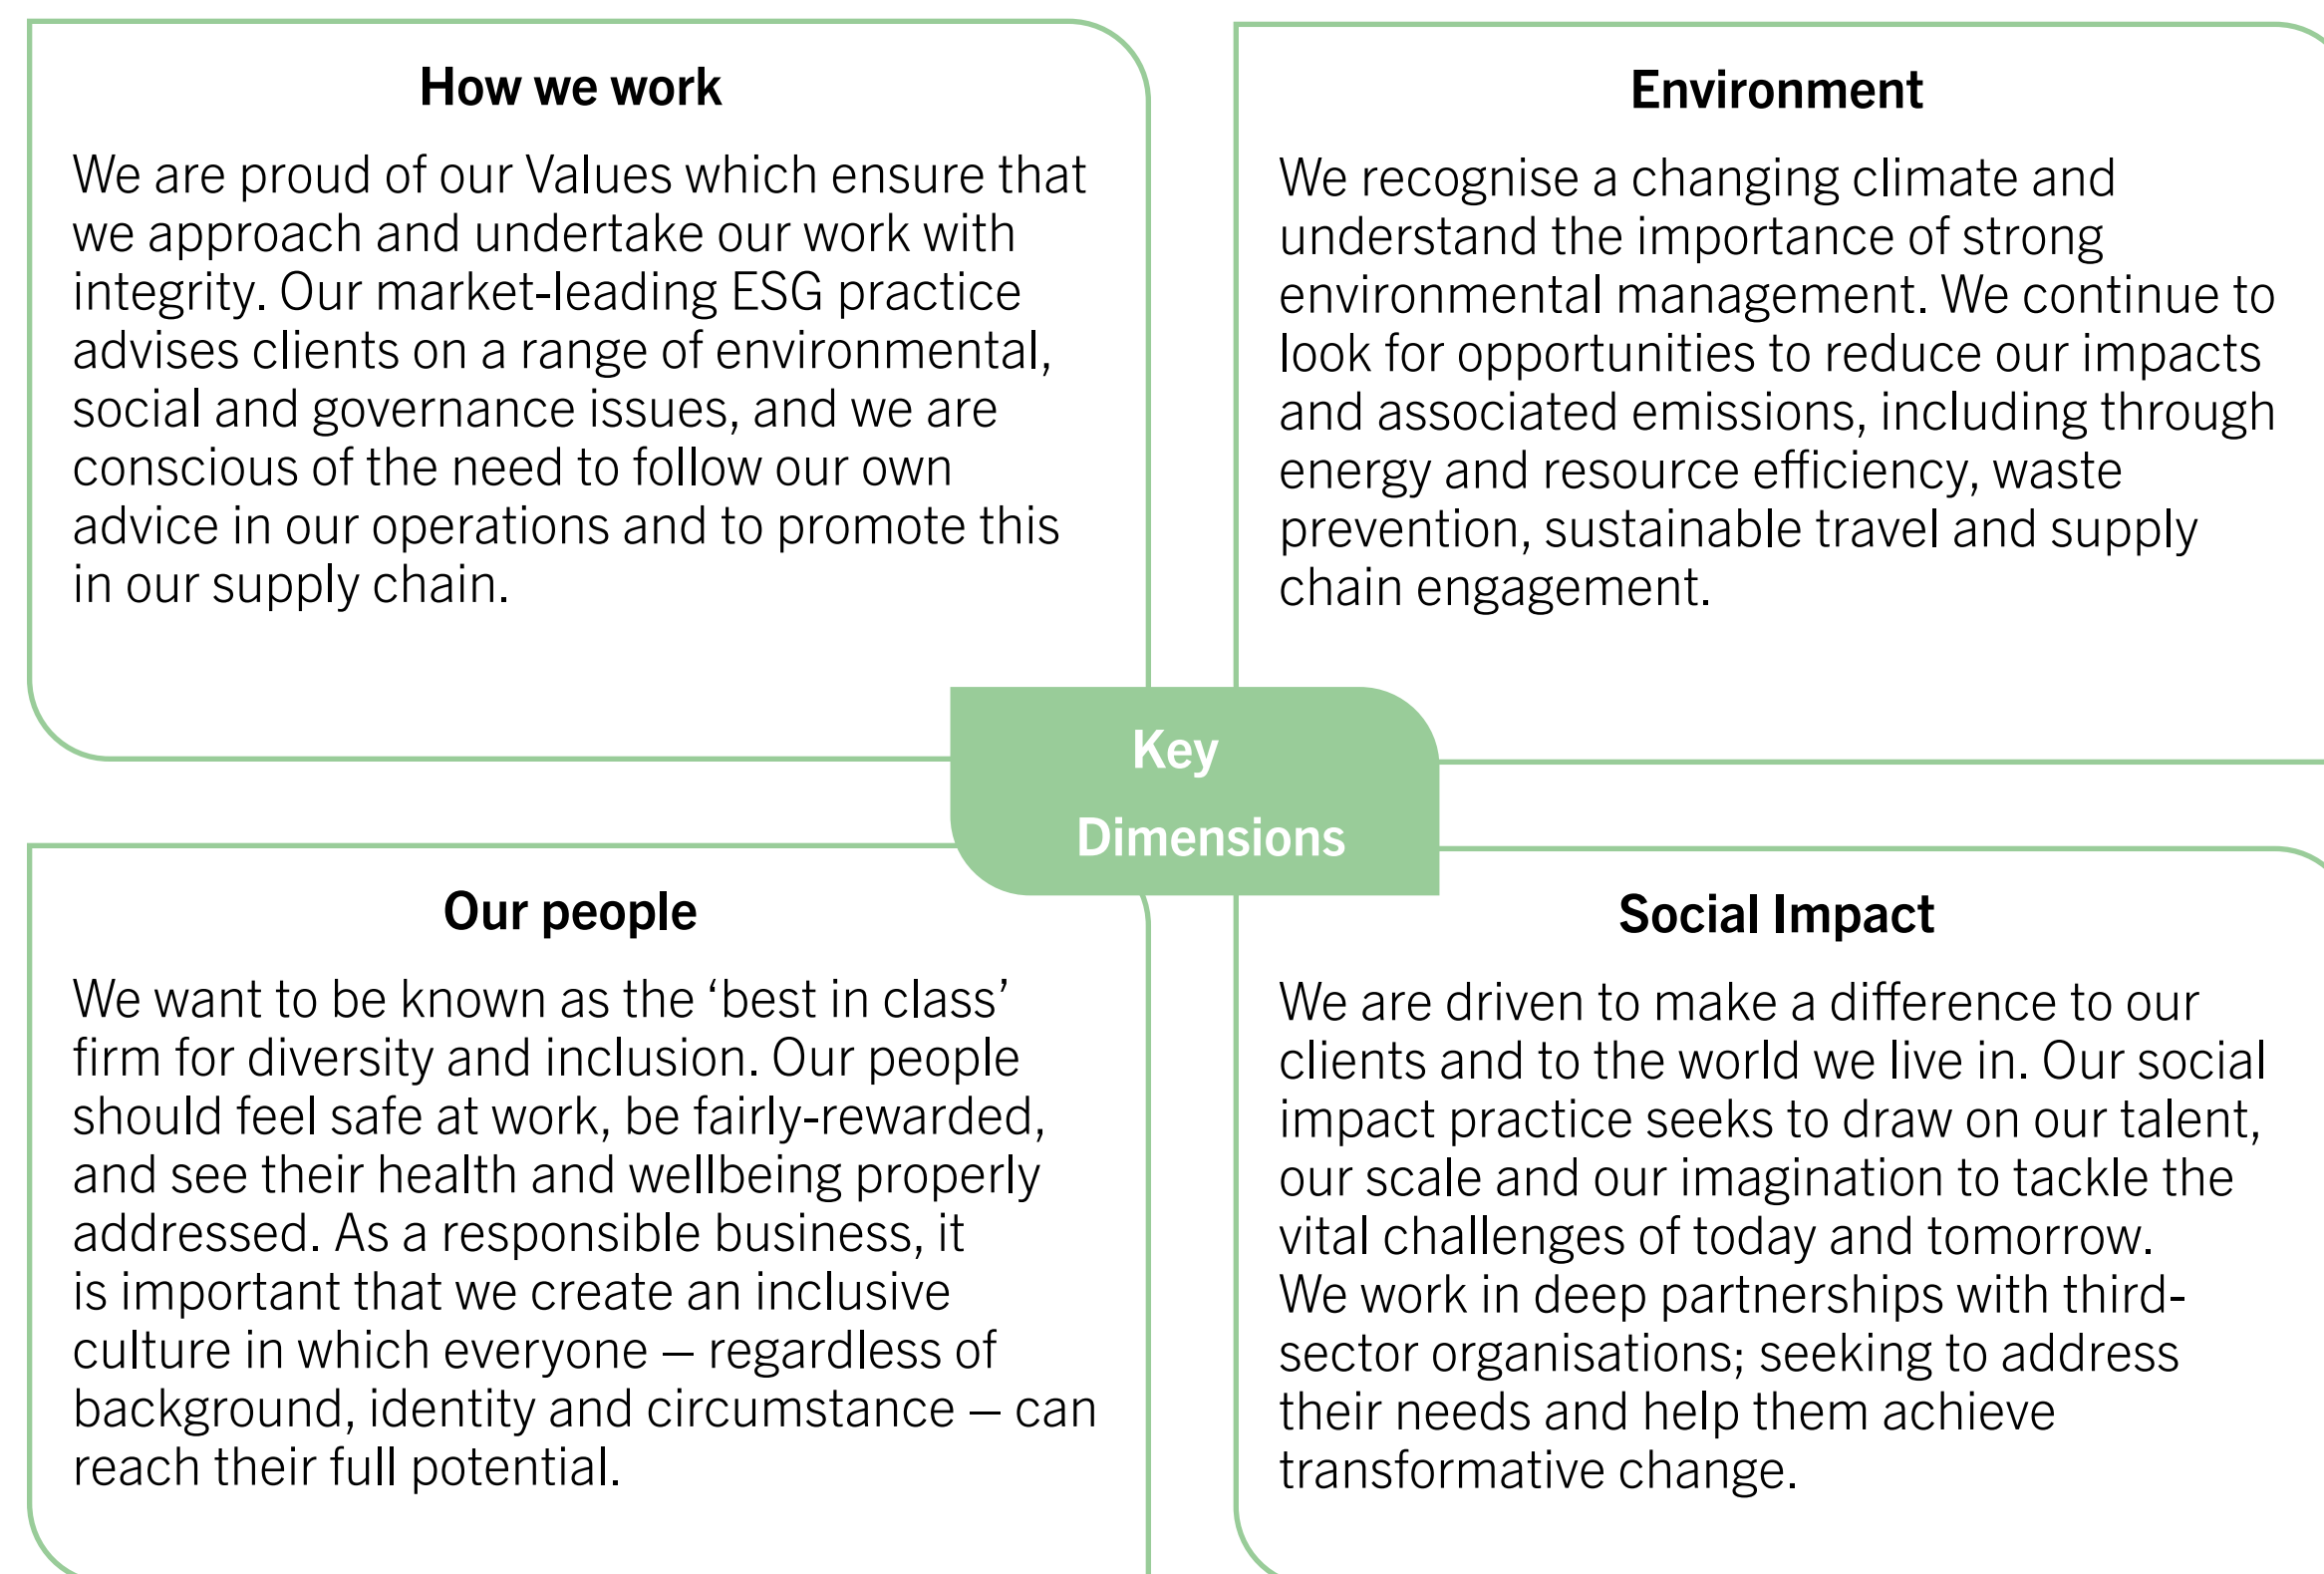 How we work
We are proud of our Values which ensure that
we approach and undertake our work with
integrity. Our market-leading ESG practice
advises clients on a range of environmental,
social and governance issues, and we are
conscious of the need to follow our own
advice in our operations and to promote this
in our supply chain.
Environment
We recognise a changing climate and
understand the importance of strong
environmental management. We continue to
look for opportunities to reduce our impacts
and associated emissions, including through
energy and resource efficiency, waste
prevention, sustainable travel and supply
chain engagement.
Key
Dimensions
Our people
We want to be known as the ‘best in class’
firm for diversity and inclusion. Our people
should feel safe at work, be fairly-rewarded,
and see their health and wellbeing properly
addressed. As a responsible business, it
is important that we create an inclusive
culture in which everyone – regardless of
background, identity and circumstance – can
reach their full potential.
Social Impact
We are driven to make a difference to our
clients and to the world we live in. Our social
impact practice seeks to draw on our talent,
our scale and our imagination to tackle the
vital challenges of today and tomorrow.
We work in deep partnerships with third-
sector organisations; seeking to address
their needs and help them achieve
transformative change.